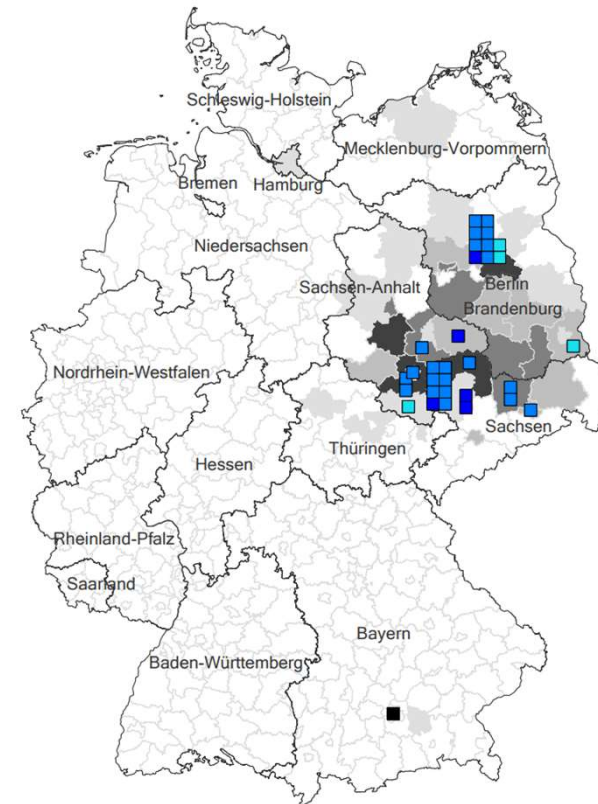 Schleswig-Holstein
Mecklenburg-Vorpommern
Bremen
Hamburg
Niedersachsen
Sachsen-Anhalt
Berlin
Brandenburg
Nordrhein-Westfalen
Sachsen
Thüringen
Hessen
Rheinland-Pfalz
Saarland
Bayern
Baden-Württemberg